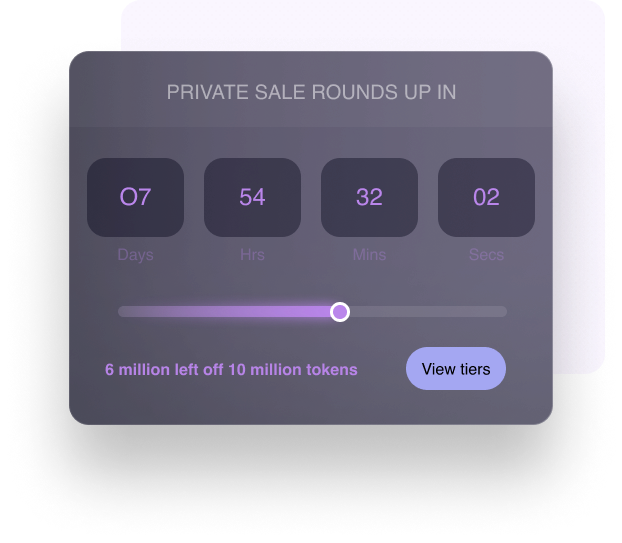 PRIVATE SALE ROUNDS UP IN
O7 54 32 02
Days Hrs Mins Secs
6 million left off 10 million tokens
View tiers